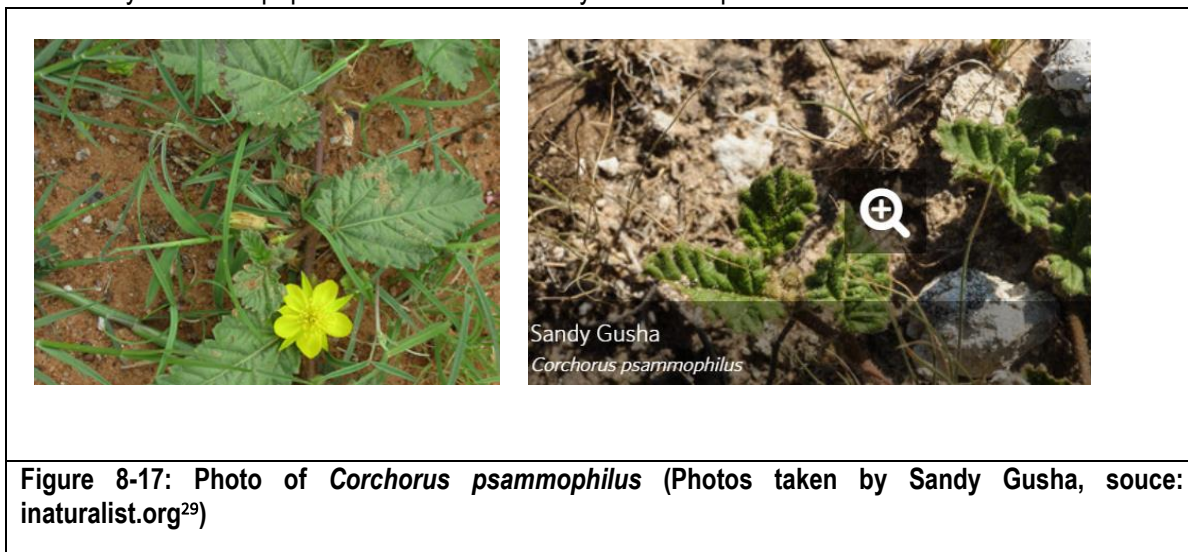 Sandy Gusha
Corchorus psammophilus
Figure 8-17: Photo of Corchorus psammophilus (Photos taken by Sandy Gusha, souce:
inaturalist.org²⁹)